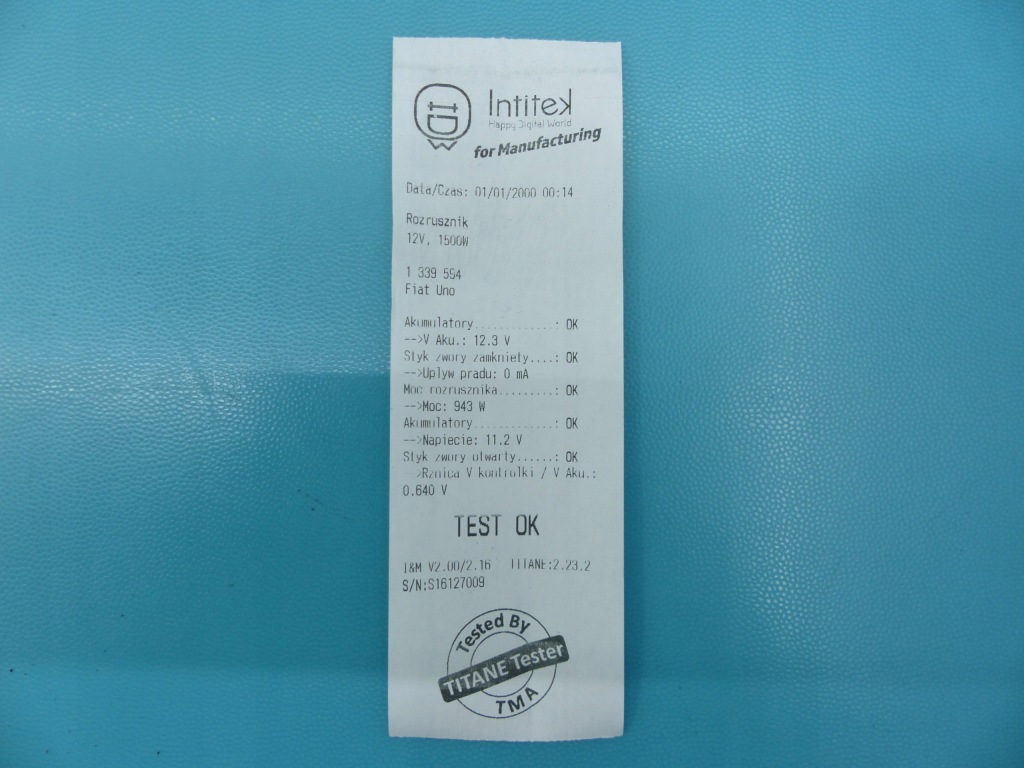 Intitek
Happy Digital World
for Manufacturing
Data/Czas: 01/01/2000 00:14
Rozrusznik
12V, 1500W
1 339 594
Fiat Uno
Akumulatory............: OK
-->V Aku.: 12.3 V
Styk zwory zamkniety....: OK
-->Uplyw pradu: 0 mA
Moc rozrusznika.........: OK
-->Moc: 943 W
Akumulatory............: OK
-->Napiecie: 11.2 V
Styk zwory otwarty......: OK
-->Rznica V kontrolki / V Aku.:
0.640 V
TEST OK
I&M V2.00/2.16 TITANE:2.23.2
S/N:S16127009
Tested By
TITANE Tester
TMA